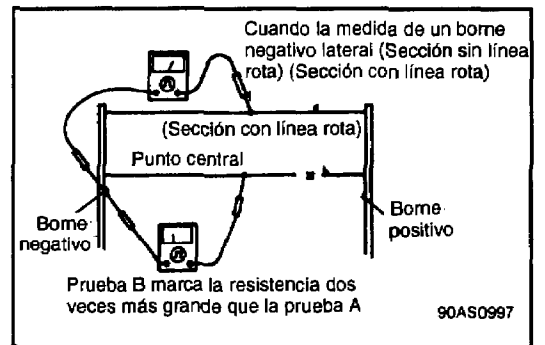 Cuando la medida de un borne
negativo lateral (Sección sin línea
rota) (Sección con línea rota)
(Sección con línea rota)
Punto central
Borne
negativo
Borne
positivo
Prueba B marca la resistencia dos
veces más grande que la prueba A
90AS0997